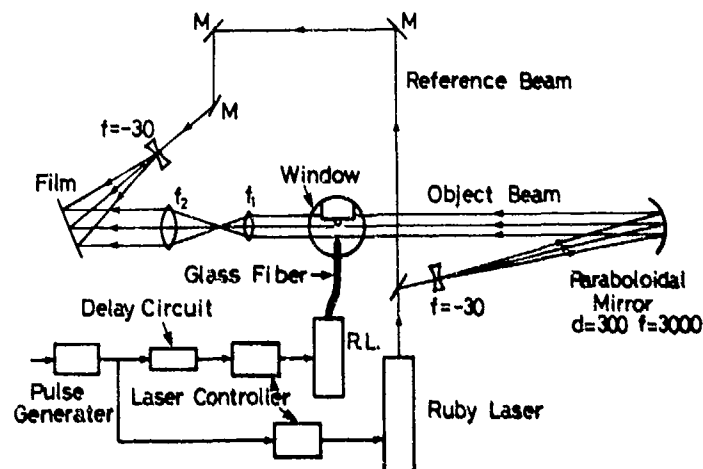 M
M
Reference Beam
M
f=-30
Film
f₂
f₁
Window
Object Beam
Glass Fiber
f=-30
Paraboloidal
Mirror
d=300 f=3000
Delay Circuit
R.L.
Pulse
Generater
Laser Controller
Ruby Laser